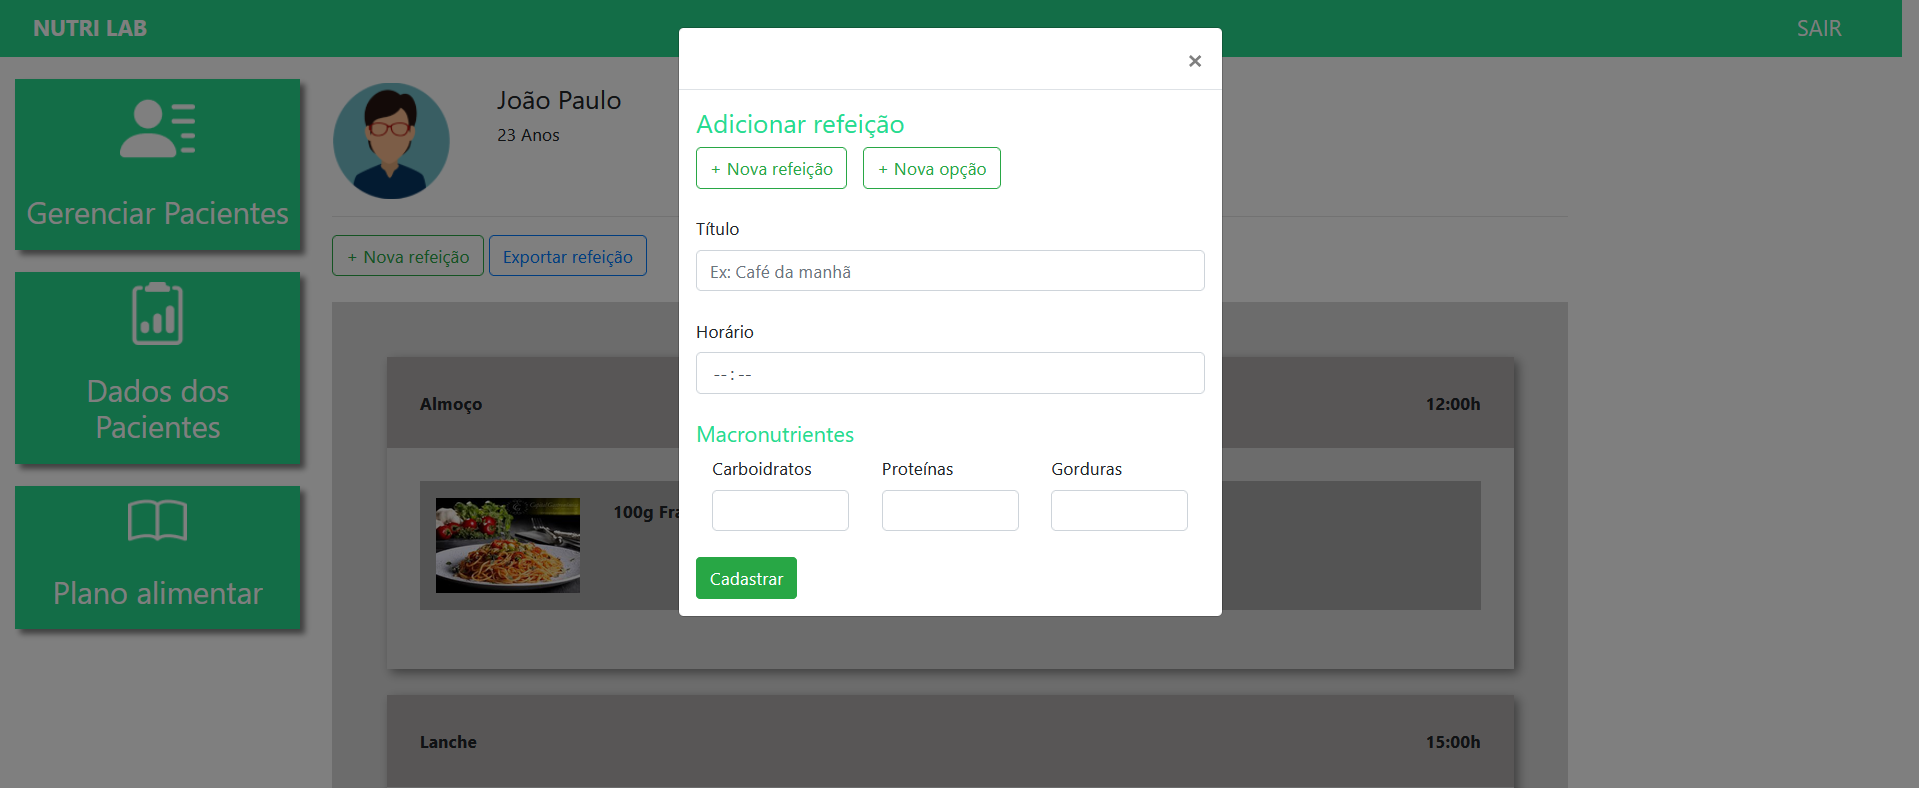 NUTRI LAB
SAIR
Gerenciar Pacientes
Dados dos
Pacientes
Plano alimentar
João Paulo
23 Anos
+ Nova refeição
Exportar refeição
Almoço
12:00h
100g
Lanche
15:00h
×
Adicionar refeição
+ Nova refeição
+ Nova opção
Título
Ex: Café da manhã
Horário
--:--
Macronutrientes
Carboidratos
Proteínas
Gorduras
Cadastrar